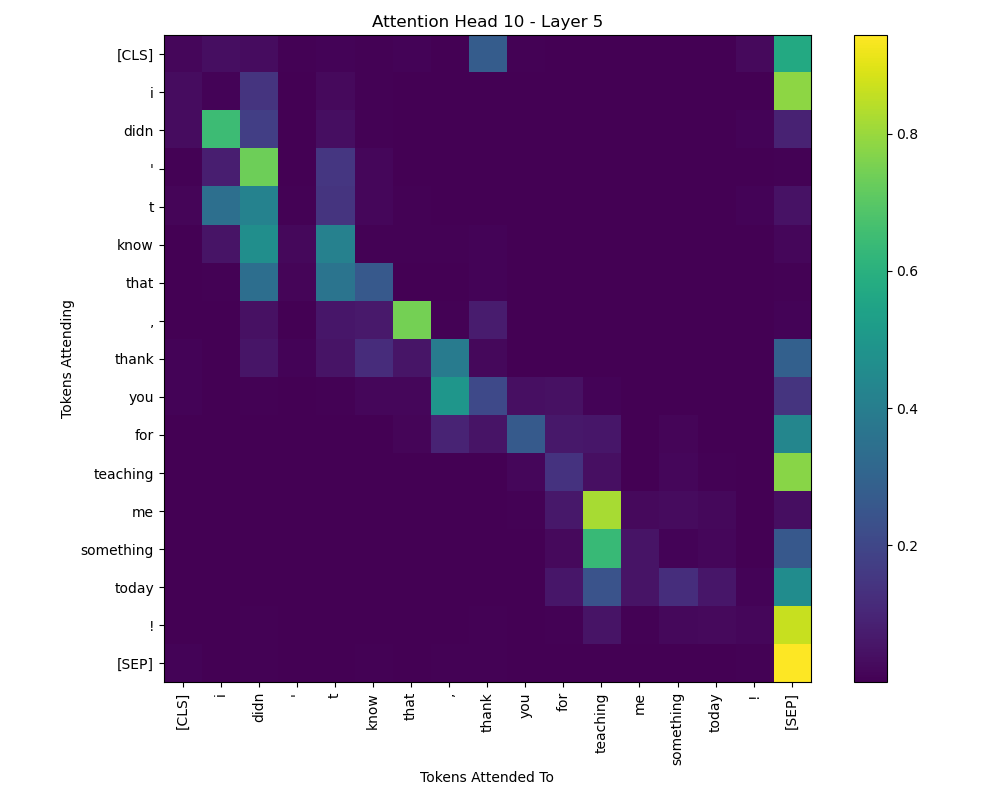 Attention Head 10 - Layer 5
[CLS]
i
didn
'
t
know
that
,
thank
you
for
teaching
me
something
today
!
[SEP]
Tokens Attending
[CLS]
i
didn
'
t
know
that
,
thank
you
for
teaching
me
something
today
!
[SEP]
Tokens Attended To
0.8
0.6
0.4
0.2